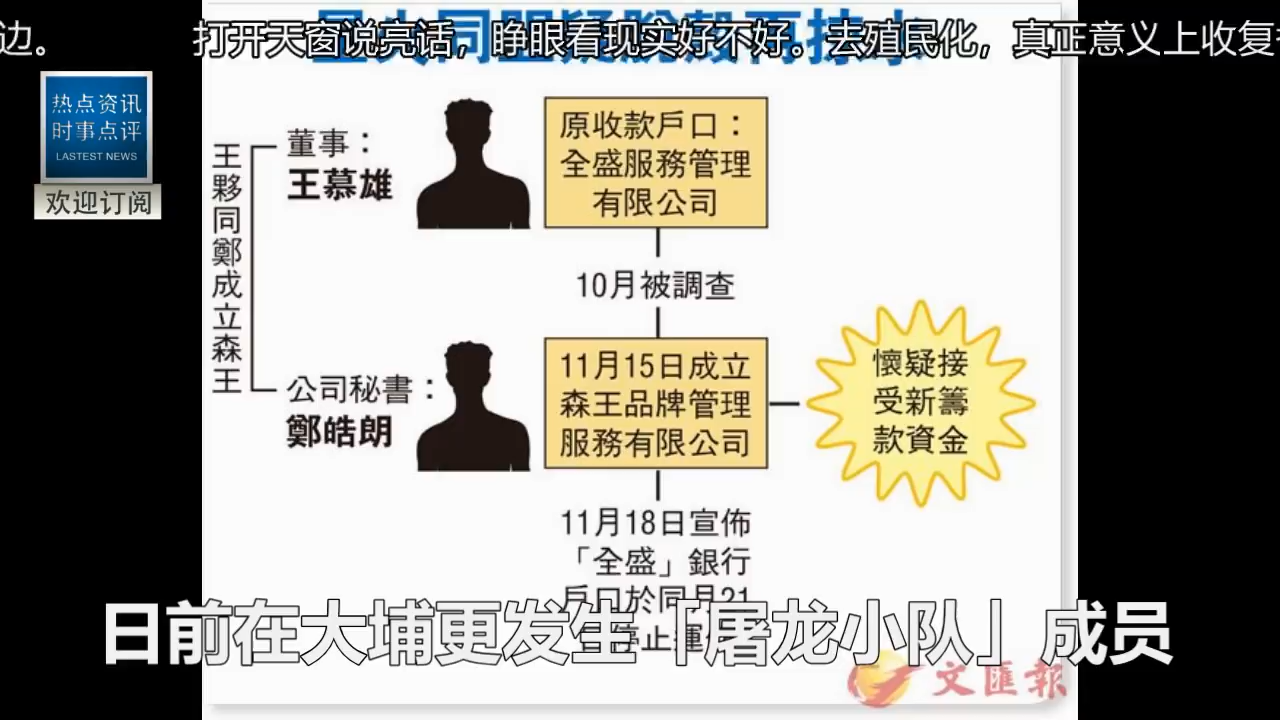 边。 打开天窗说亮话，睁眼看现实好不好。去殖民化，真正意义上收复
热点资讯
时事点评
LASTEST NEWS
欢迎订阅
王夥同鄭成立森王
董事：
王慕雄
原收款戶口：
全盛服務管理
有限公司
10月被調查
公司秘書：
鄭皓朗
11月15日成立
森王品牌管理
服務有限公司
懷疑接
受新籌
款資金
11月18日宣佈
「全盛」銀行
戶口於同月21
日前在大埔更发生「屠龙小队」成员
文匯報